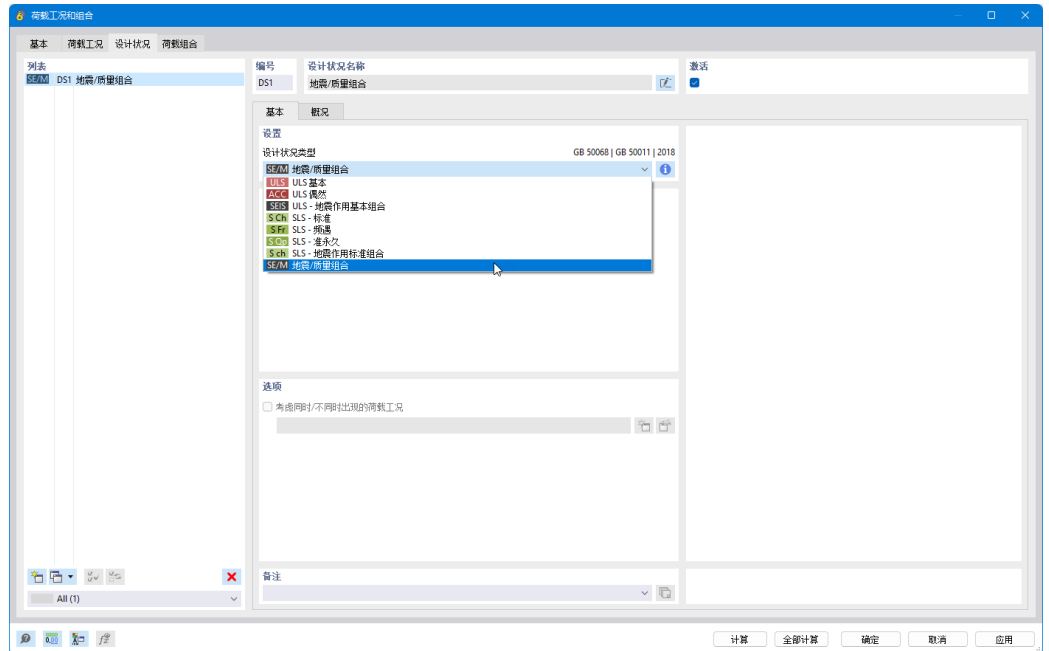 荷载工况和组合
基本 荷载工况 设计状况 荷载组合
列表
SE/M DS1 地震/质量组合
编号 设计状况名称
DS1 地震/质量组合
激活
基本 概况
设置
设计状况类型 GB 50068 | GB 50011 | 2018
SE/M 地震/质量组合
ULS ULS 基本
ACC ULS 偶然
SEIS ULS - 地震作用基本组合
S Ch SLS - 标准
S Fr SLS - 频遇
S Qp SLS - 准永久
S ch SLS - 地震作用标准组合
SE/M 地震/质量组合
选项
考虑同时/不同时出现的荷载工况
备注
All (1)
0,00
计算 全部计算 确定 取消 应用